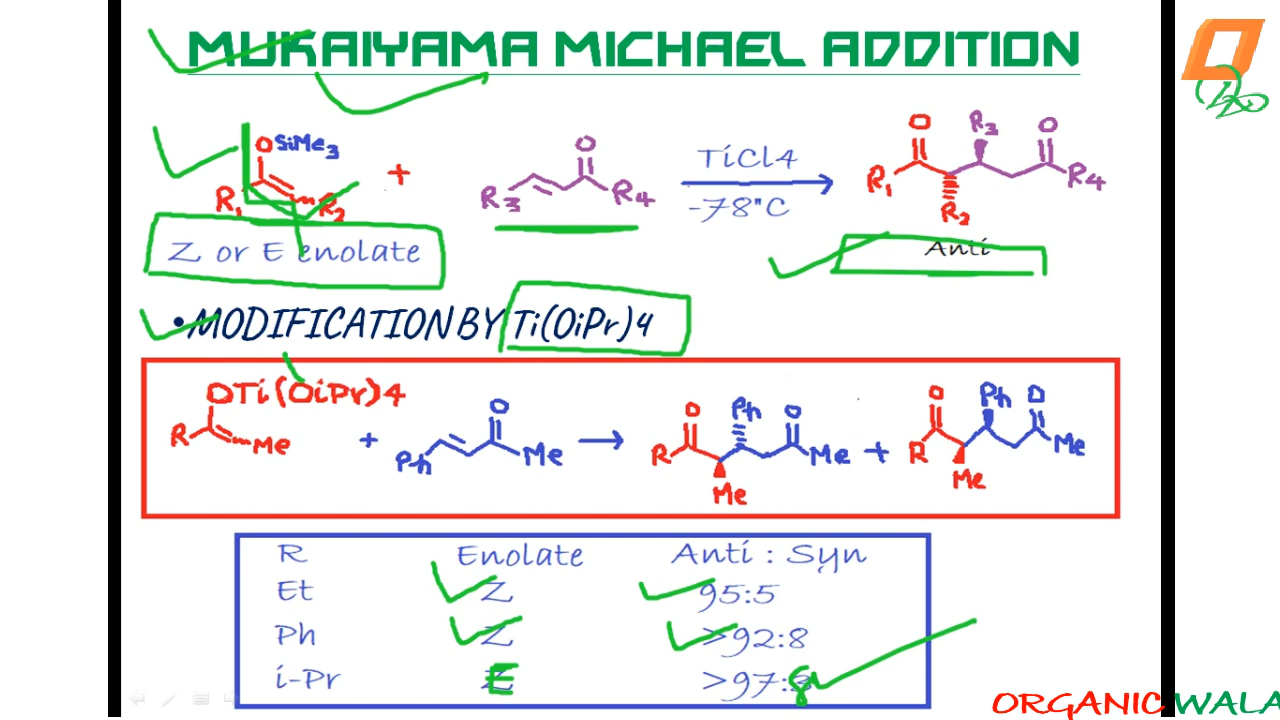 MUKAIYAMA MICHAEL ADDITION
OSiMe3
R1 R2
+
O
R3 R4
TiCl4
-78°C
O R3 O
R1 R2 R4
Z or E enolate
Anti
•MODIFICATION BY Ti(OiPr)4
OTi(OiPr)4
R Me
+
O
Ph Me
O Ph O
R Me Me
+
O Ph O
R Me Me
R Enolate Anti : Syn
Et Z 95:5
Ph Z >92:8
i-Pr E >97:
ORGANIC WALA